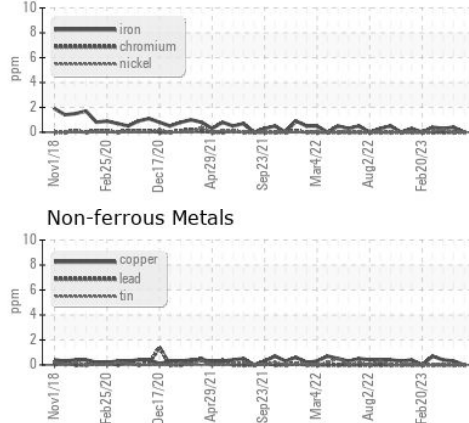 10
8
6
4
2
0
ppm
iron
chromium
nickel
Nov1/18
Feb25/20
Dec17/20
Apr29/21
Sep23/21
Mar4/22
Aug2/22
Feb20/23
Non-ferrous Metals
10
8
6
4
2
0
ppm
copper
lead
tin
Nov1/18
Feb25/20
Dec17/20
Apr29/21
Sep23/21
Mar4/22
Aug2/22
Feb20/23